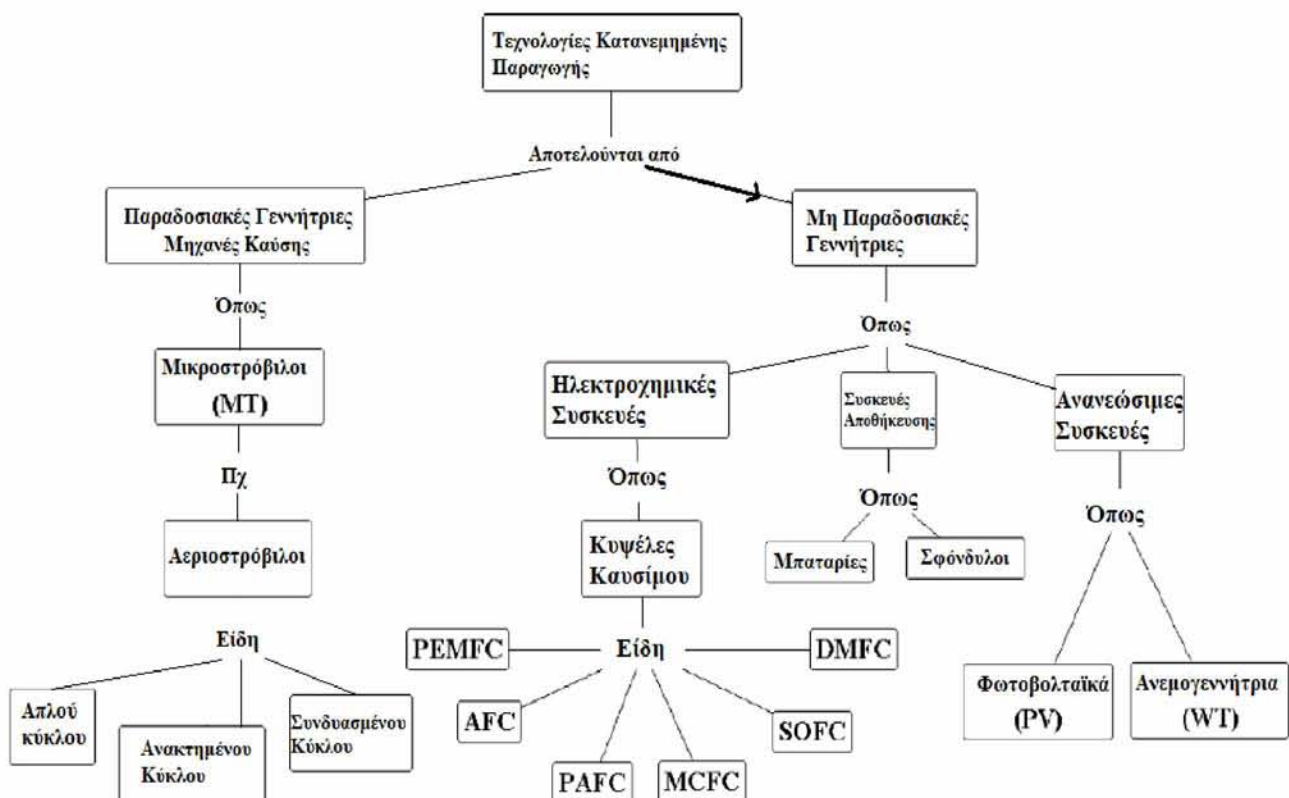 Τεχνολογίες Κατανεμημένης
Παραγωγής
Αποτελούνται από
Παραδοσιακές Γεννήτριες
Μηχανές Καύσης
Μη Παραδοσιακές
Γεννήτριες
Όπως
Όπως
Μικροστρόβιλοι
(MT)
Ηλεκτροχημικές
Συσκευές
Συσκευές
Αποθήκευσης
Ανανεώσιμες
Συσκευές
Πχ
Όπως
Όπως
Όπως
Αεριοστρόβιλοι
Κυψέλες
Καυσίμου
Μπαταρίες
Σφόνδυλοι
Είδη
PEMFC
Είδη
DMFC
Φωτοβολταϊκά
(PV)
Ανεμογεννήτρια
(WT)
Απλού
κύκλου
Ανακτημένου
Κύκλου
Συνδυασμένου
Κύκλου
AFC
SOFC
PAFC
MCFC